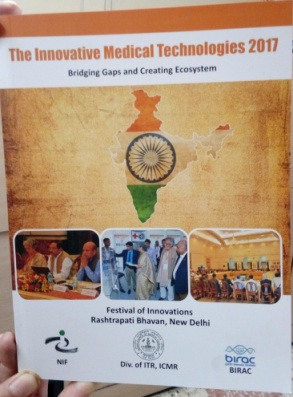 The Innovative Medical Technologies 2017
Bridging Gaps and Creating Ecosystem
Festival of Innovations
Rashtrapati Bhavan, New Delhi
NIF
Div. of ITR, ICMR
birac
BIRAC